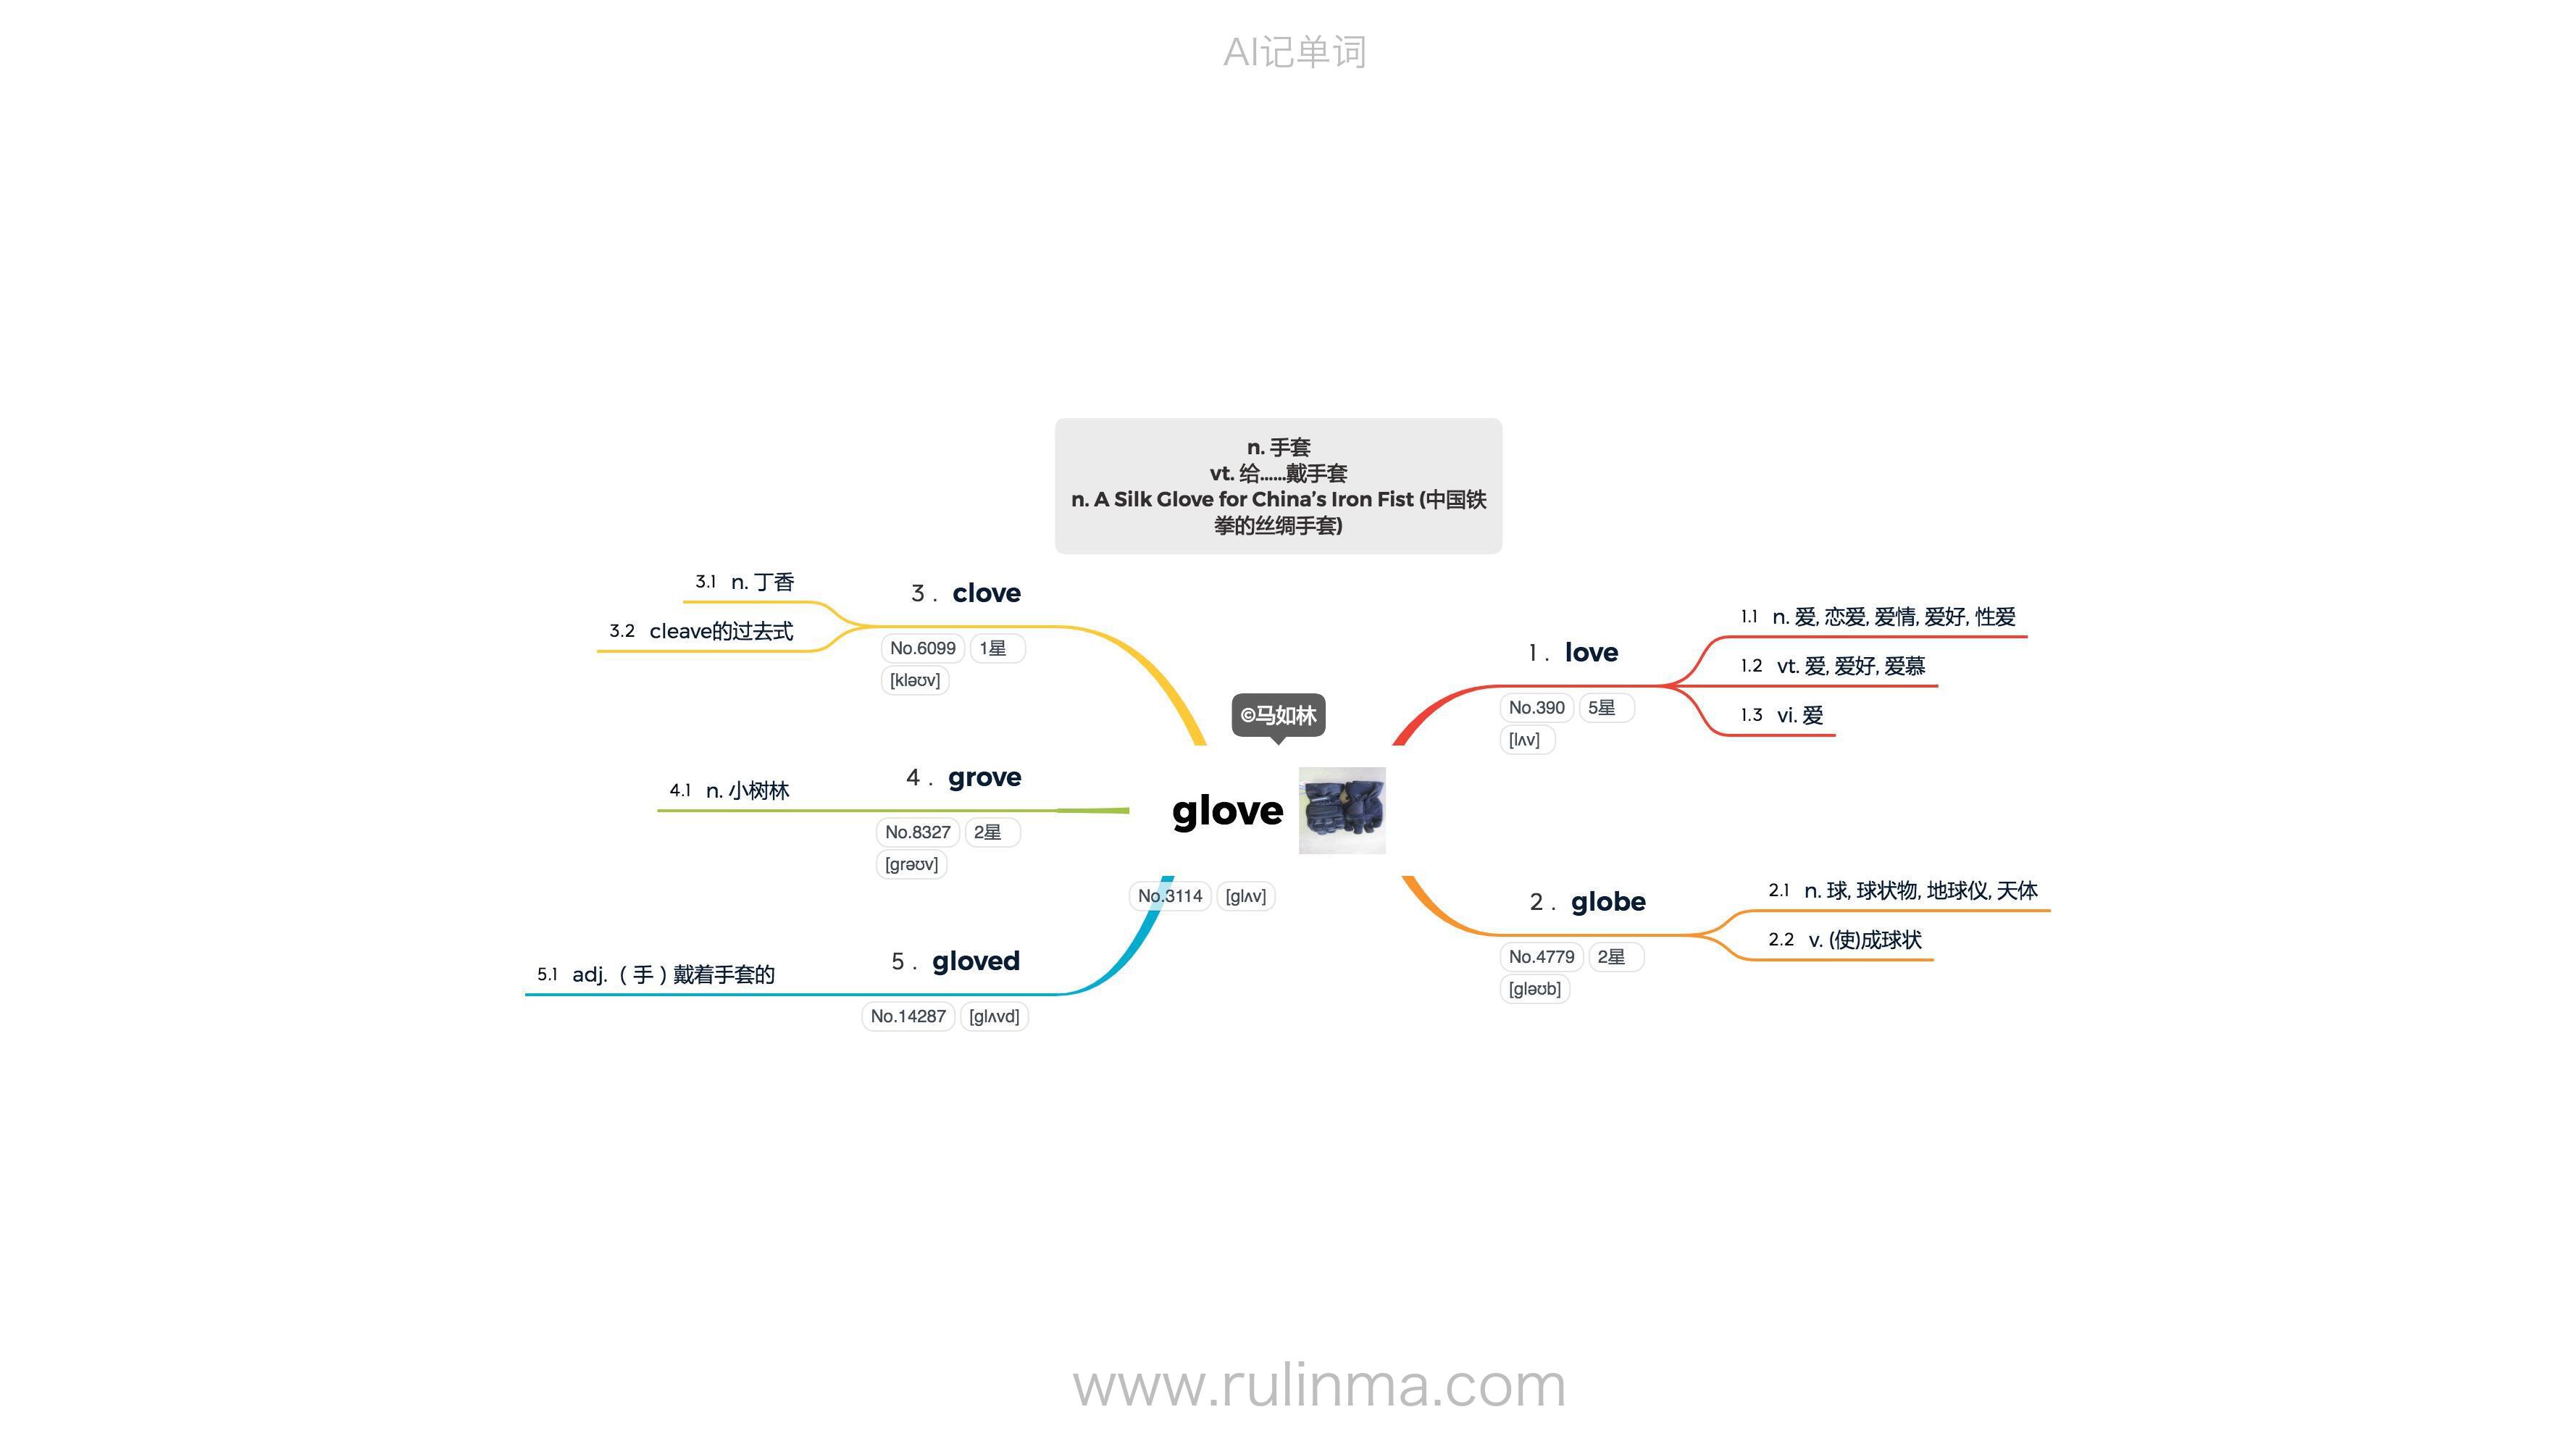 AI记单词
n. 手套
vt. 给……戴手套
n. A Silk Glove for China’s Iron Fist (中国铁
拳的丝绸手套)
©马如林
glove
No.3114 [glʌv]
1. love
No.390 5星
[lʌv]
1.1 n. 爱, 恋爱, 爱情, 爱好, 性爱
1.2 vt. 爱, 爱好, 爱慕
1.3 vi. 爱
2. globe
No.4779 2星
[gləʊb]
2.1 n. 球, 球状物, 地球仪, 天体
2.2 v. (使)成球状
3. clove
No.6099 1星
[kləʊv]
3.1 n. 丁香
3.2 cleave的过去式
4. grove
No.8327 2星
[grəʊv]
4.1 n. 小树林
5. gloved
No.14287 [glʌvd]
5.1 adj. （手）戴着手套的
www.rulinma.com